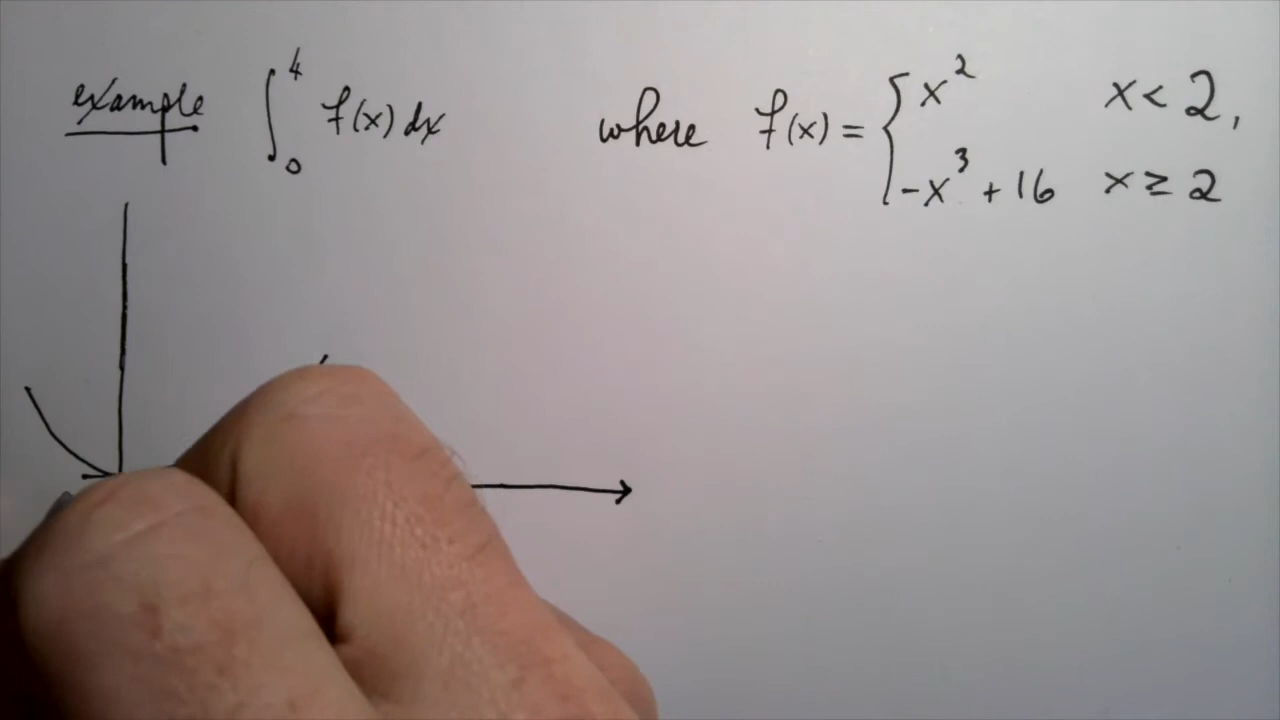 example ∫₀⁴ f(x) dx where f(x) = { x² x < 2,
-x³ + 16 x ≥ 2